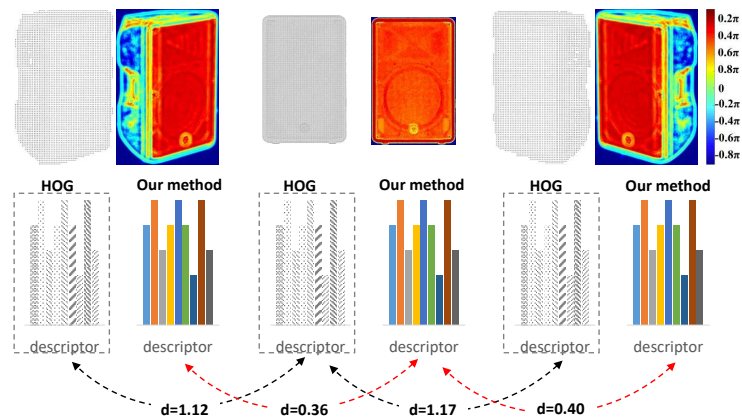 0.2π
0.6π
0.4π
0.2π
0
-0.2π
-0.4π
-0.6π
-0.8π
HOG
Our method
HOG
Our method
HOG
Our method
descriptor
descriptor
descriptor
descriptor
descriptor
descriptor
d=1.12
d=0.36
d=1.17
d=0.40